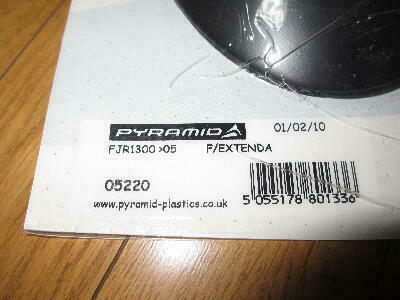 PYRAMID 01/02/10
FJR1300 >05 F/EXTENDA
05220
www.pyramid-plastics.co.uk
5 055178 801336